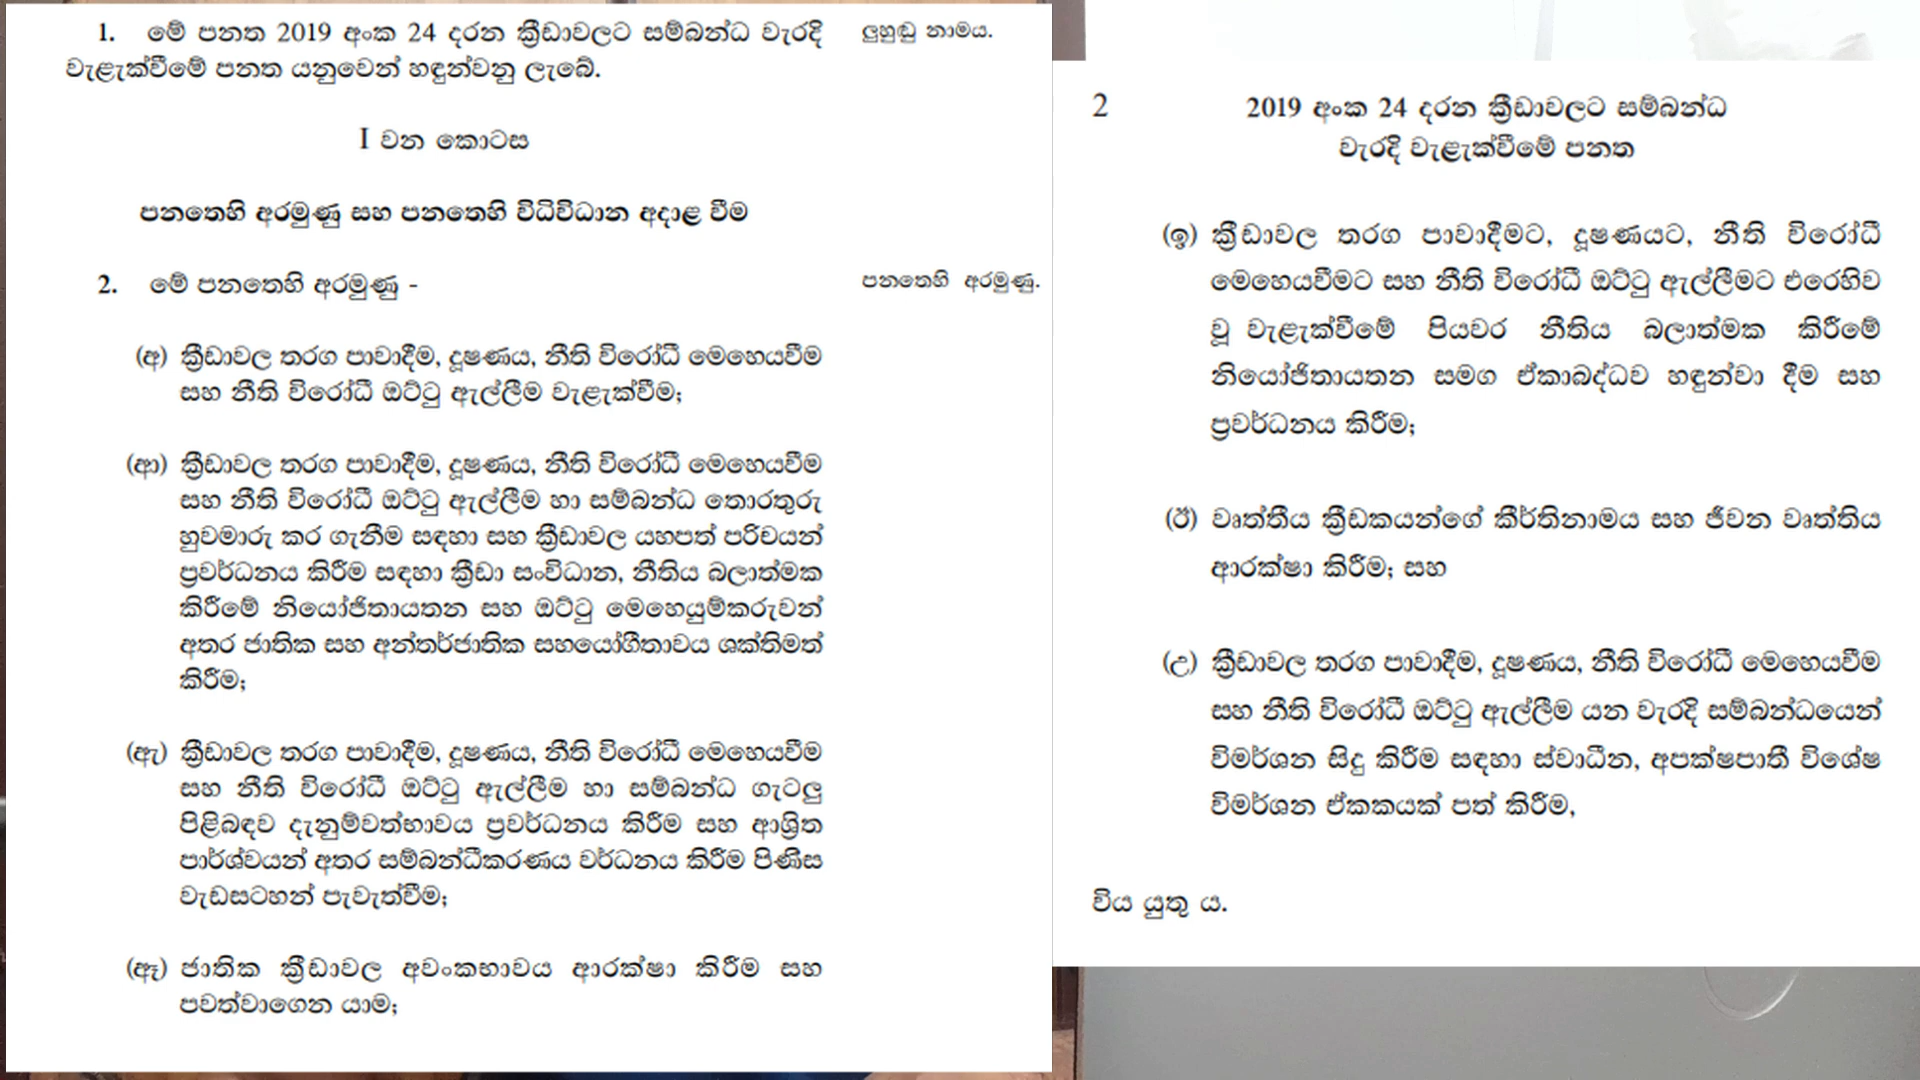 1. මේ පනත 2019 අංක 24 දරන ක්‍රීඩාවලට සම්බන්ධ වැරදි
වැළැක්වීමේ පනත යනුවෙන් හඳුන්වනු ලැබේ.
ලුහුඬු නාමය.
I වන කොටස
පනතෙහි අරමුණු සහ පනතෙහි විධිවිධාන අදාළ වීම
2. මේ පනතෙහි අරමුණු -
පනතෙහි අරමුණු.
(අ) ක්‍රීඩාවල තරග පාවාදීම, දූෂණය, නීති විරෝධී මෙහෙයවීම
සහ නීති විරෝධී ඔට්ටු ඇල්ලීම වැළැක්වීම;
(ආ) ක්‍රීඩාවල තරග පාවාදීම, දූෂණය, නීති විරෝධී මෙහෙයවීම
සහ නීති විරෝධී ඔට්ටු ඇල්ලීම හා සම්බන්ධ තොරතුරු
හුවමාරු කර ගැනීම සඳහා සහ ක්‍රීඩාවල යහපත් පරිචයන්
ප්‍රවර්ධනය කිරීම සඳහා ක්‍රීඩා සංවිධාන, නීතිය බලාත්මක
කිරීමේ නියෝජිතායතන සහ ඔට්ටු මෙහෙයුම්කරුවන්
අතර ජාතික සහ අන්තර්ජාතික සහයෝගීතාවය ශක්තිමත්
කිරීම;
(ඇ) ක්‍රීඩාවල තරග පාවාදීම, දූෂණය, නීති විරෝධී මෙහෙයවීම
සහ නීති විරෝධී ඔට්ටු ඇල්ලීම හා සම්බන්ධ ගැටලු
පිළිබඳව දැනුම්වත්භාවය ප්‍රවර්ධනය කිරීම සහ ආශ්‍රිත
පාර්ශ්වයන් අතර සම්බන්ධීකරණය වර්ධනය කිරීම පිණිස
වැඩසටහන් පැවැත්වීම;
(ඈ) ජාතික ක්‍රීඩාවල අවංකභාවය ආරක්ෂා කිරීම සහ
පවත්වාගෙන යාම;
2 2019 අංක 24 දරන ක්‍රීඩාවලට සම්බන්ධ
වැරදි වැළැක්වීමේ පනත
(ඉ) ක්‍රීඩාවල තරග පාවාදීමට, දූෂණයට, නීති විරෝධී
මෙහෙයවීමට සහ නීති විරෝධී ඔට්ටු ඇල්ලීමට එරෙහිව
වූ වැළැක්වීමේ පියවර නීතිය බලාත්මක කිරීමේ
නියෝජිතායතන සමග ඒකාබද්ධව හඳුන්වා දීම සහ
ප්‍රවර්ධනය කිරීම;
(ඊ) වෘත්තීය ක්‍රීඩකයන්ගේ කීර්තිනාමය සහ ජීවන වෘත්තිය
ආරක්ෂා කිරීම; සහ
(උ) ක්‍රීඩාවල තරග පාවාදීම, දූෂණය, නීති විරෝධී මෙහෙයවීම
සහ නීති විරෝධී ඔට්ටු ඇල්ලීම යන වැරදි සම්බන්ධයෙන්
විමර්ශන සිදු කිරීම සඳහා ස්වාධීන, අපක්ෂපාතී විශේෂ
විමර්ශන ඒකකයක් පත් කිරීම,
විය යුතු ය.